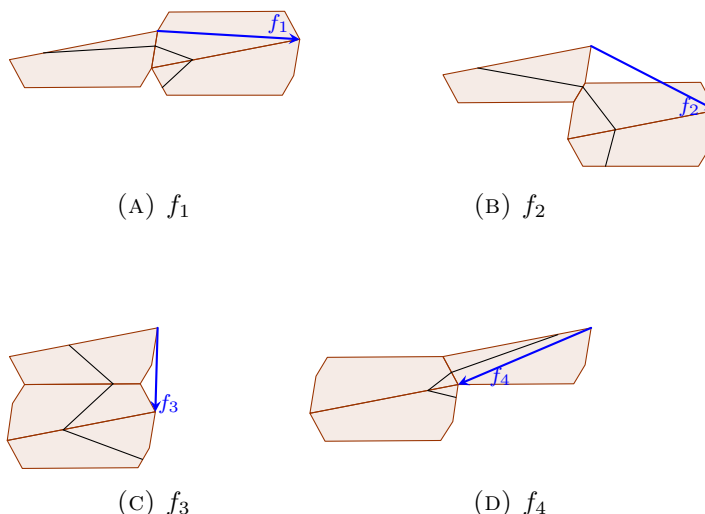 f₁
f₂
(A) f₁
(B) f₂
f₃
f₄
(C) f₃
(D) f₄